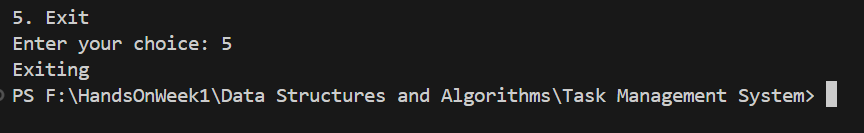 5. Exit
Enter your choice: 5
Exiting
PS F:\HandsOnWeek1\Data Structures and Algorithms\Task Management System>